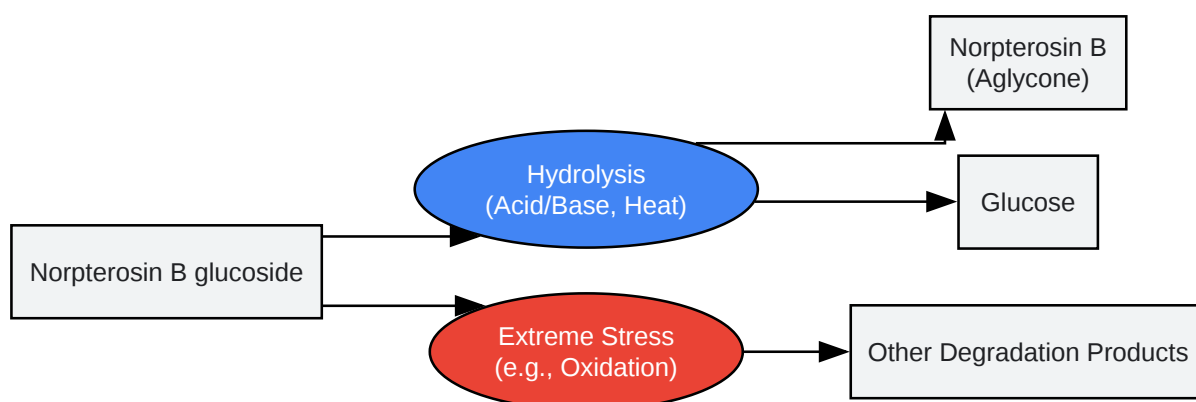 Norpterosin B
(Aglycone)
Hydrolysis
(Acid/Base, Heat)
Glucose
Norpterosin B glucoside
Extreme Stress
(e.g., Oxidation)
Other Degradation Products